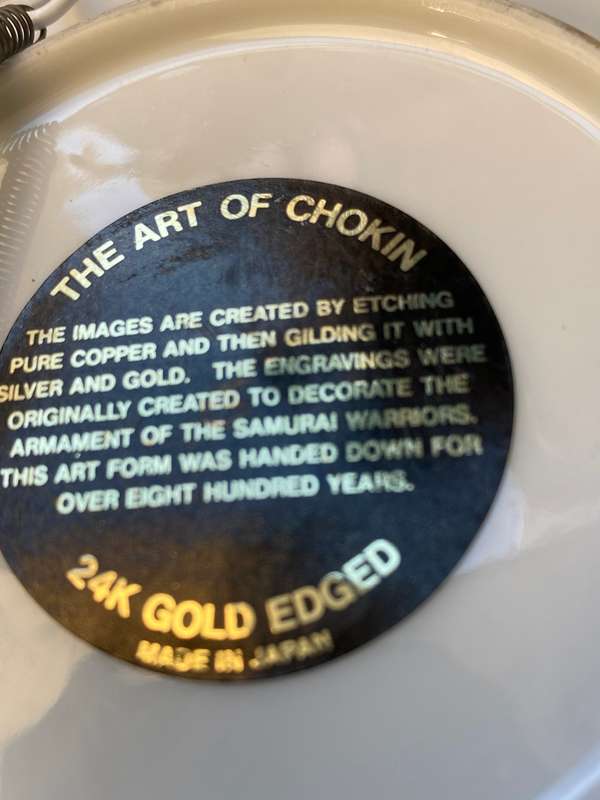 THE ART OF CHOKIN
THE IMAGES ARE CREATED BY ETCHING
PURE COPPER AND THEN GILDING IT WITH
SILVER AND GOLD. THE ENGRAVINGS WERE
ORIGINALLY CREATED TO DECORATE THE
ARMAMENT OF THE SAMURAI WARRIORS.
THIS ART FORM WAS HANDED DOWN FOR
OVER EIGHT HUNDRED YEARS.
24K GOLD EDGED
MADE IN JAPAN